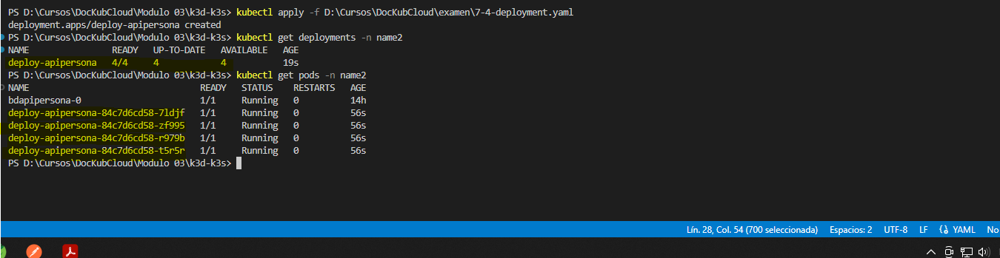 PS D:\Cursos\DocKubCloud\Modulo 03\k3d-k3s> kubectl apply -f D:\Cursos\DocKubCloud\examen\7-4-deployment.yaml
deployment.apps/deploy-apipersona created
PS D:\Cursos\DocKubCloud\Modulo 03\k3d-k3s> kubectl get deployments -n name2
NAME READY UP-TO-DATE AVAILABLE AGE
deploy-apipersona 4/4 4 4 19s
PS D:\Cursos\DocKubCloud\Modulo 03\k3d-k3s> kubectl get pods -n name2
NAME READY STATUS RESTARTS AGE
bdapipersona-0 1/1 Running 0 14h
deploy-apipersona-84c7d6cd58-7ldjf 1/1 Running 0 56s
deploy-apipersona-84c7d6cd58-zf995 1/1 Running 0 56s
deploy-apipersona-84c7d6cd58-r979b 1/1 Running 0 56s
deploy-apipersona-84c7d6cd58-t5r5r 1/1 Running 0 56s
PS D:\Cursos\DocKubCloud\Modulo 03\k3d-k3s>
Lín. 28, Col. 54 (700 seleccionada) Espacios: 2 UTF-8 LF YAML No